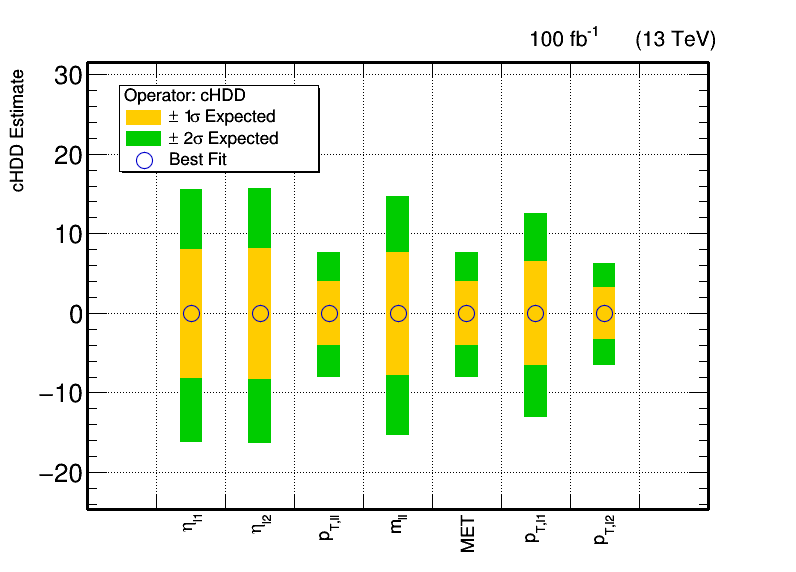 100 fb-1 (13 TeV)
cHDD Estimate
30
20
10
0
−10
−20
Operator: cHDD
± 1σ Expected
± 2σ Expected
Best Fit
ηl1 ηl2 pT,ll mll MET pT,l1 pT,l2